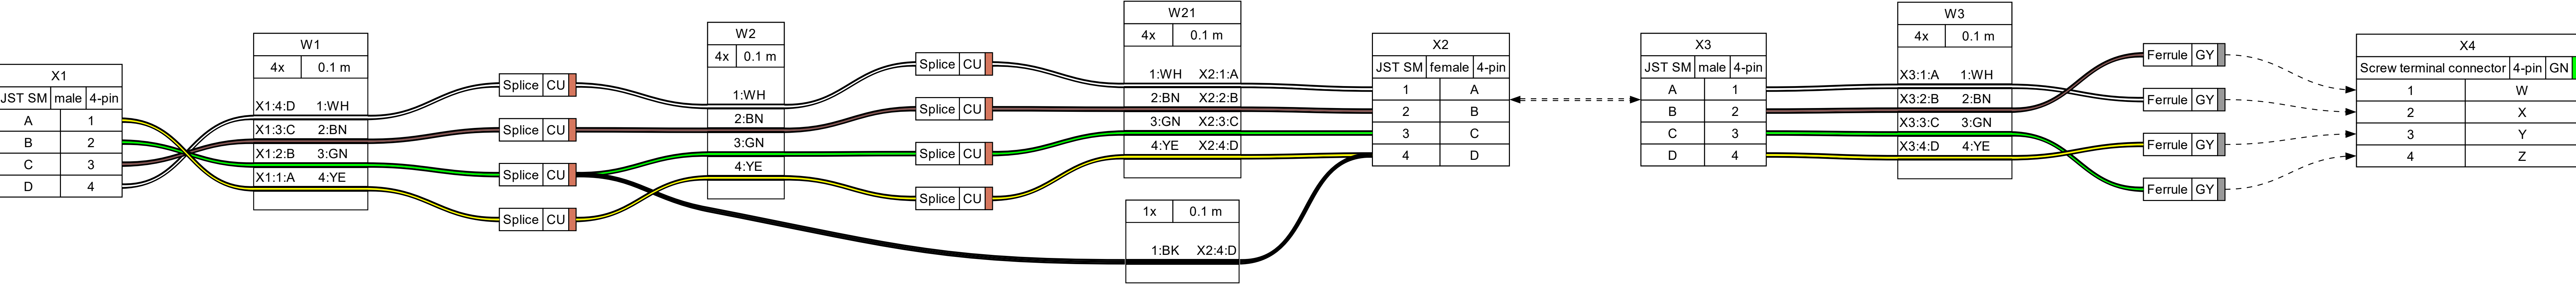 X1
JST SM male 4-pin
A 1
B 2
C 3
D 4
W1
4x 0.1 m
X1:4:D 1:WH
X1:3:C 2:BN
X1:2:B 3:GN
X1:1:A 4:YE
Splice CU
Splice CU
Splice CU
Splice CU
W2
4x 0.1 m
1:WH
2:BN
3:GN
4:YE
Splice CU
Splice CU
Splice CU
Splice CU
W21
4x 0.1 m
1:WH X2:1:A
2:BN X2:2:B
3:GN X2:3:C
4:YE X2:4:D
1x 0.1 m
1:BK X2:4:D
X2
JST SM female 4-pin
1 A
2 B
3 C
4 D
X3
JST SM male 4-pin
A 1
B 2
C 3
D 4
W3
4x 0.1 m
X3:1:A 1:WH
X3:2:B 2:BN
X3:3:C 3:GN
X3:4:D 4:YE
Ferrule GY
Ferrule GY
Ferrule GY
Ferrule GY
X4
Screw terminal connector 4-pin GN
1 W
2 X
3 Y
4 Z